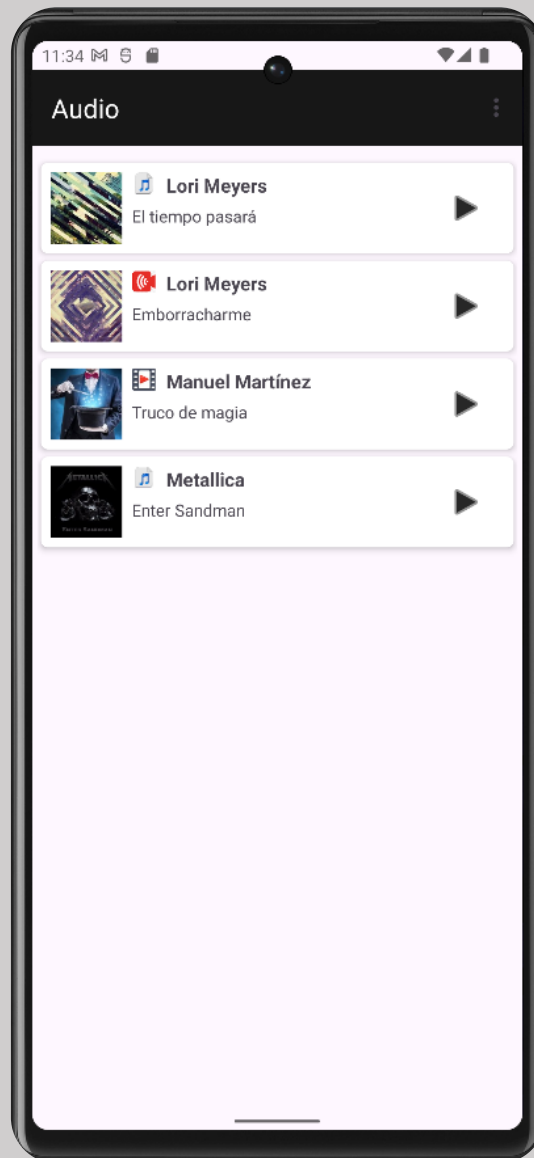 11:34
Audio
Lori Meyers
El tiempo pasará
Lori Meyers
Emborracharme
Manuel Martínez
Truco de magia
METALLICA
Metallica
Enter Sandman